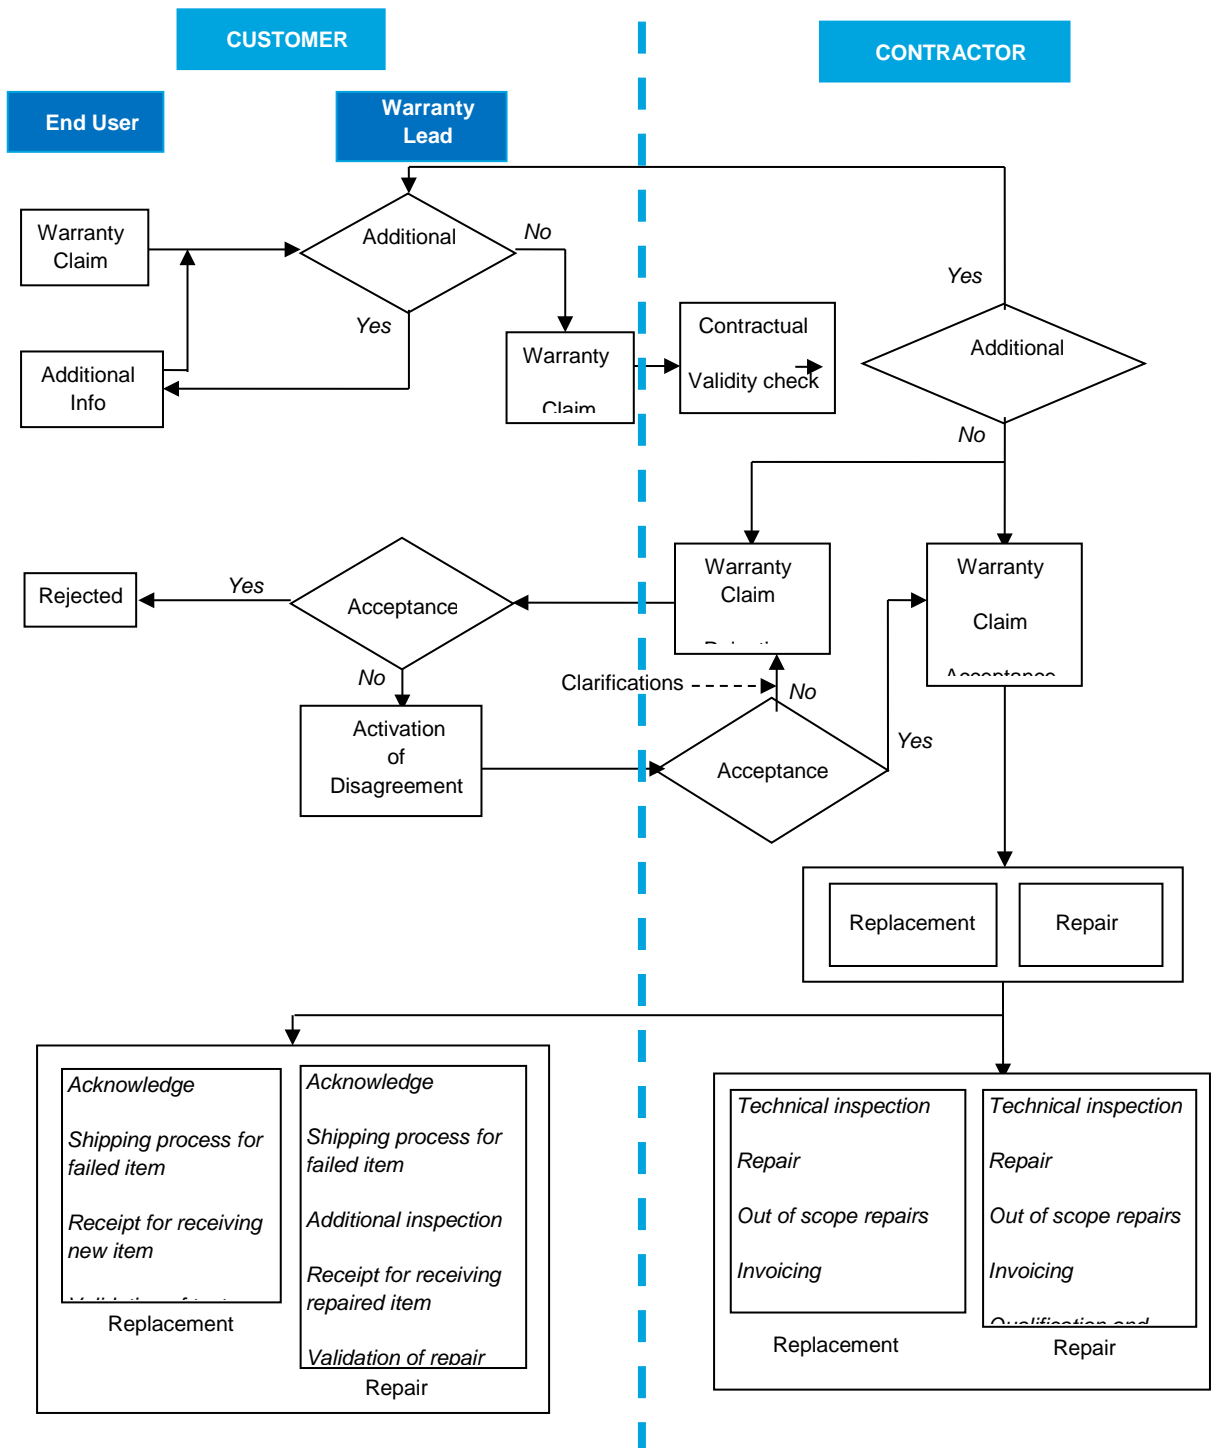 CUSTOMER
CONTRACTOR
End User
Warranty
Lead
Warranty
Claim
Additional
No
Yes
Additional
Info
Warranty
Claim
Contractual
Validity check
Yes
Additional
No
Rejected
Yes
Acceptance
No
Warranty
Claim
Warranty
Claim
Acceptance
Clarifications
No
Activation
of
Disagreement
Acceptance
Yes
Replacement
Repair
Acknowledge
Shipping process for
failed item
Receipt for receiving
new item
Replacement
Acknowledge
Shipping process for
failed item
Additional inspection
Receipt for receiving
repaired item
Validation of repair
Repair
Technical inspection
Repair
Out of scope repairs
Invoicing
Replacement
Technical inspection
Repair
Out of scope repairs
Invoicing
Qualification and
Repair